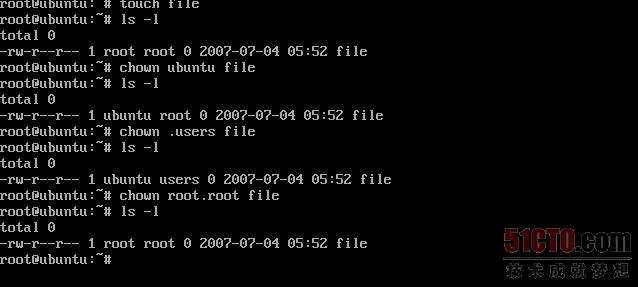 root@ubuntu:~# touch file
root@ubuntu:~# ls -l
total 0
-rw-r--r-- 1 root root 0 2007-07-04 05:52 file
root@ubuntu:~# chown ubuntu file
root@ubuntu:~# ls -l
total 0
-rw-r--r-- 1 ubuntu root 0 2007-07-04 05:52 file
root@ubuntu:~# chown .users file
root@ubuntu:~# ls -l
total 0
-rw-r--r-- 1 ubuntu users 0 2007-07-04 05:52 file
root@ubuntu:~# chown root.root file
root@ubuntu:~# ls -l
total 0
-rw-r--r-- 1 root root 0 2007-07-04 05:52 file
root@ubuntu:~#
51CTO.com
技术成就梦想